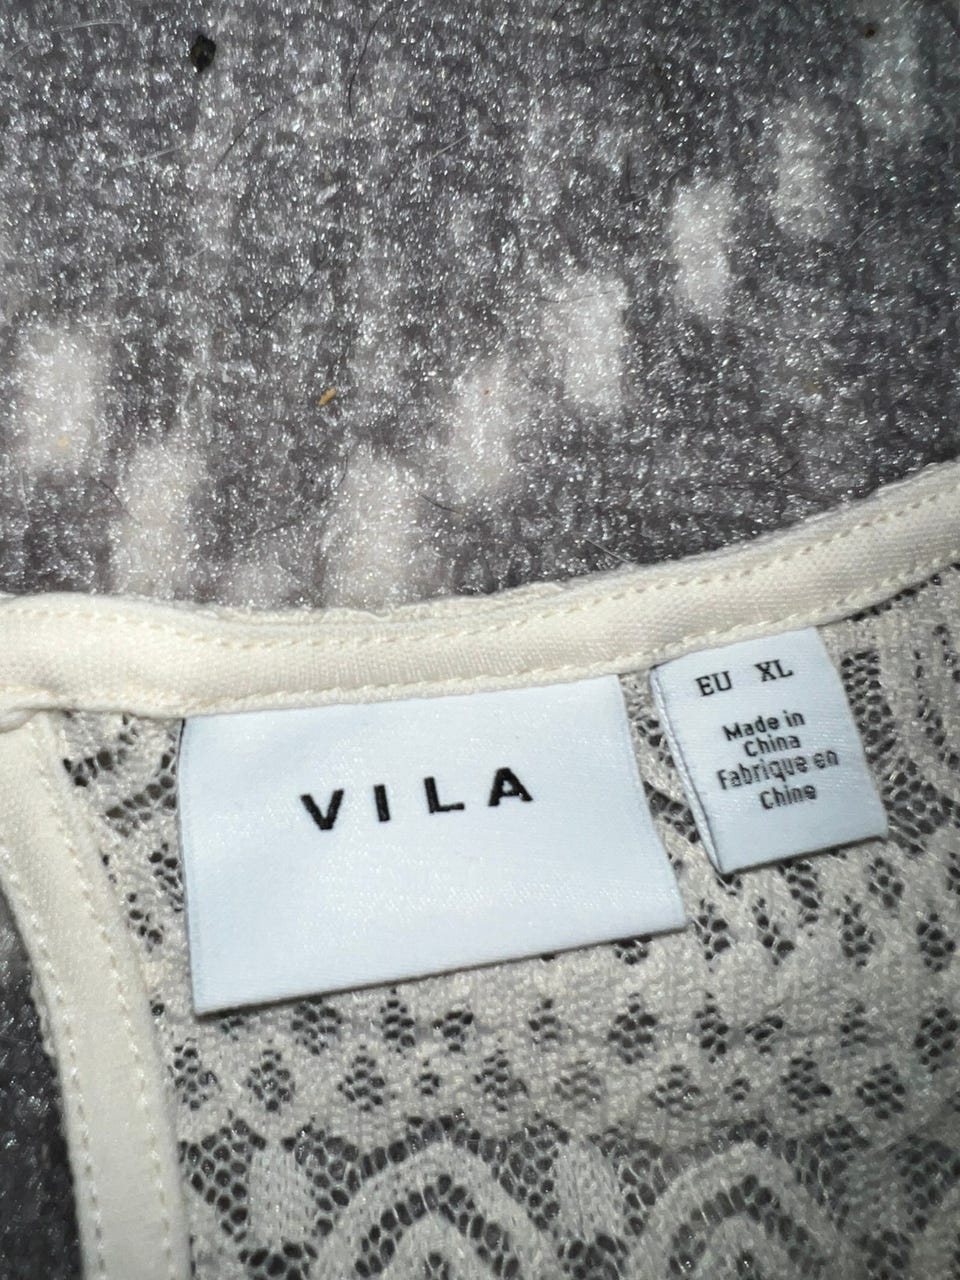 VILA
EU XL
Made in
China
Fabrique en
Chine